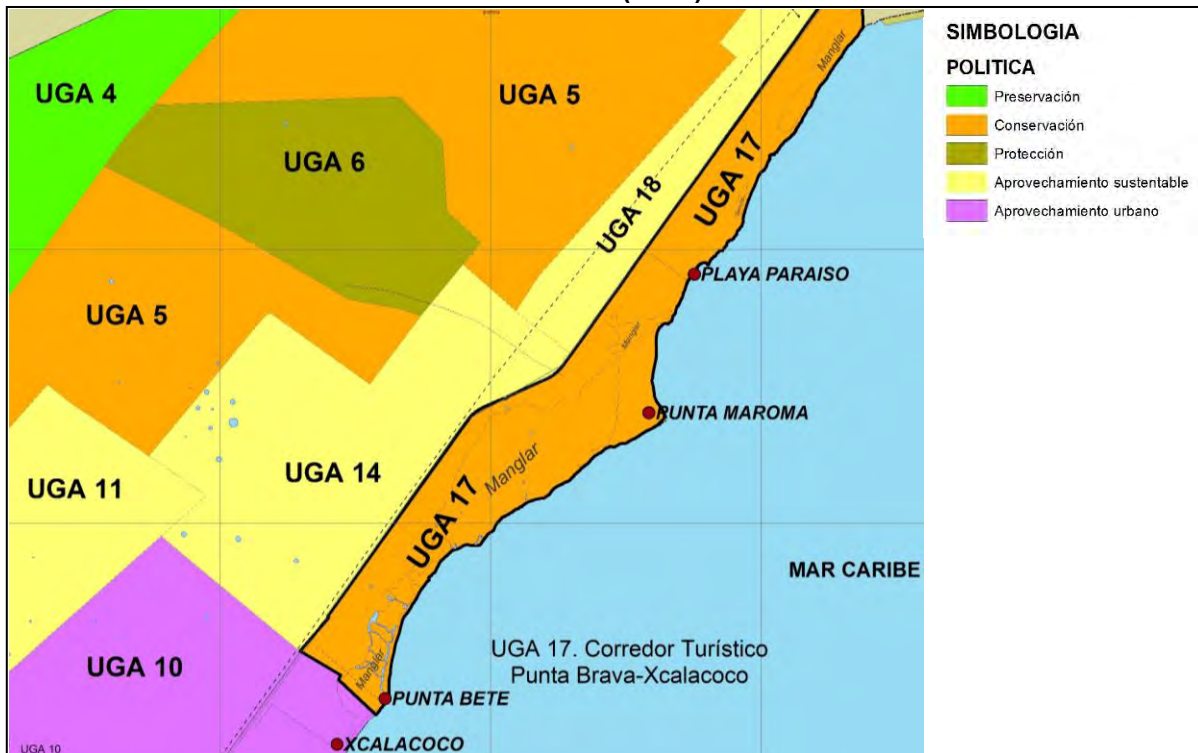 SIMBOLOGIA
POLITICA
Preservación
Conservación
Protección
Aprovechamiento sustentable
Aprovechamiento urbano
Manglar
UGA 4
UGA 5
UGA 6
UGA 17
UGA 18
PLAYA PARAISO
UGA 5
Manglar
PUNTA MAROMA
UGA 14
Manglar
UGA 11
UGA 17
MAR CARIBE
UGA 17. Corredor Turístico
Punta Brava-Xcalacoco
UGA 10
Manglar
PUNTA BETE
XCALACOCO
UGA 10